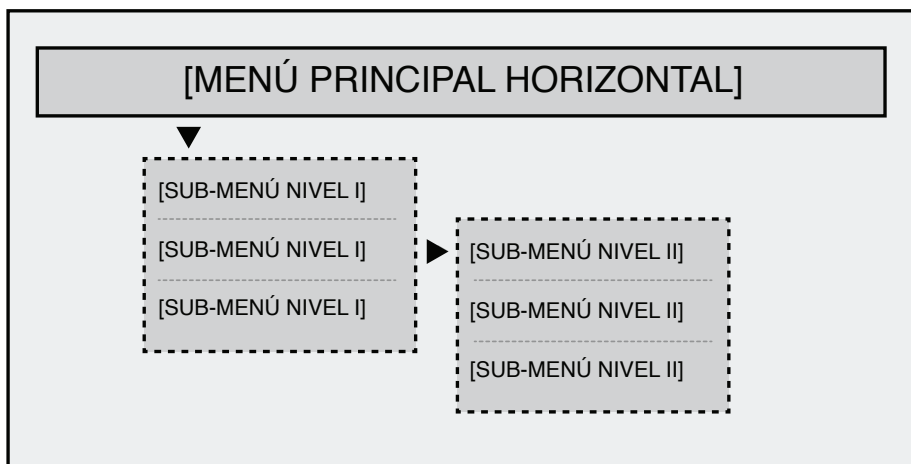 [MENÚ PRINCIPAL HORIZONTAL]
[SUB-MENÚ NIVEL I]
[SUB-MENÚ NIVEL I]
[SUB-MENÚ NIVEL I]
[SUB-MENÚ NIVEL II]
[SUB-MENÚ NIVEL II]
[SUB-MENÚ NIVEL II]